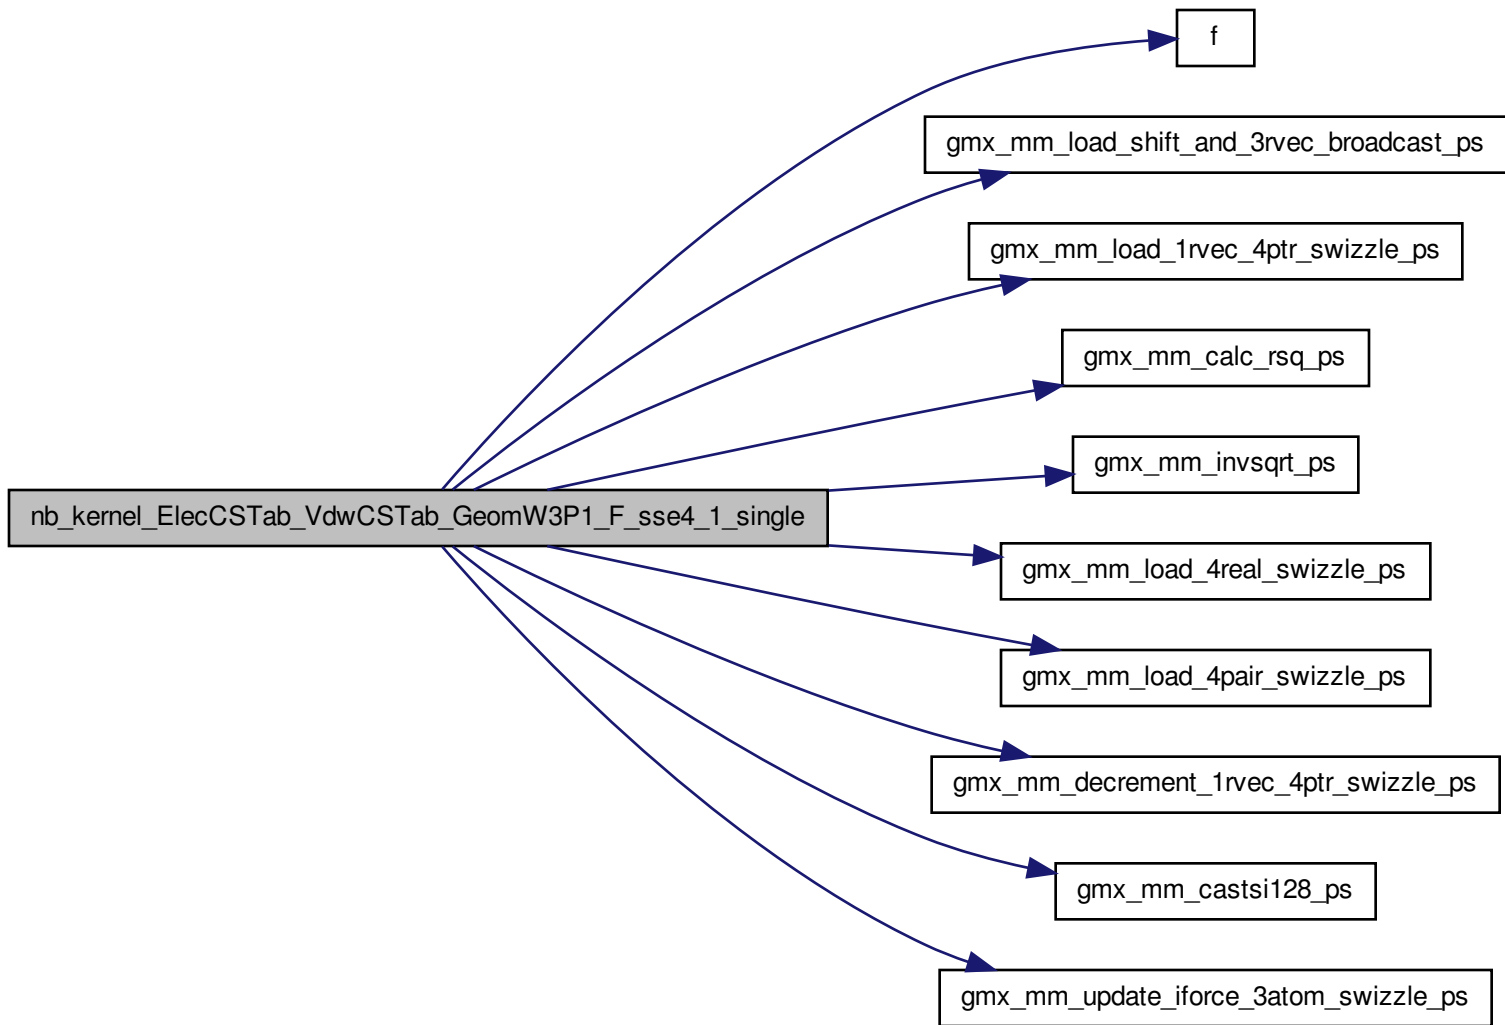 f
gmx_mm_load_shift_and_3rvec_broadcast_ps
gmx_mm_load_1rvec_4ptr_swizzle_ps
gmx_mm_calc_rsq_ps
gmx_mm_invsqrt_ps
nb_kernel_ElecCSTab_VdwCSTab_GeomW3P1_F_sse4_1_single
gmx_mm_load_4real_swizzle_ps
gmx_mm_load_4pair_swizzle_ps
gmx_mm_decrement_1rvec_4ptr_swizzle_ps
gmx_mm_castsi128_ps
gmx_mm_update_iforce_3atom_swizzle_ps